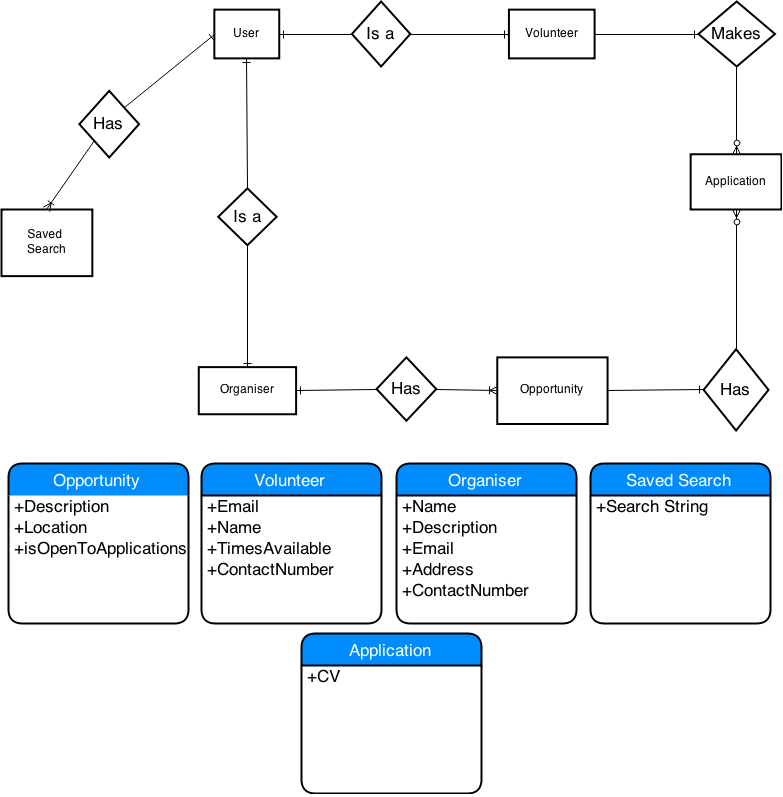 User
Is a
Volunteer
Makes
Has
Application
Is a
Saved
Search
Organiser
Has
Opportunity
Has
Opportunity
+Description
+Location
+isOpenToApplications
Volunteer
+Email
+Name
+TimesAvailable
+ContactNumber
Organiser
+Name
+Description
+Email
+Address
+ContactNumber
Saved Search
+Search String
Application
+CV